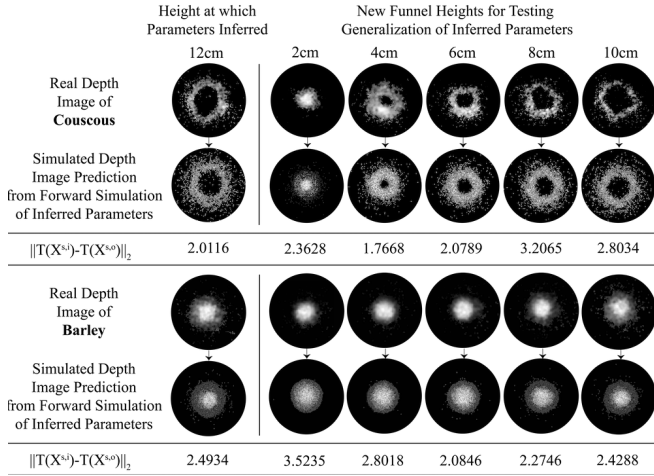 Height at which
Parameters Inferred
New Funnel Heights for Testing
Generalization of Inferred Parameters
12cm 2cm 4cm 6cm 8cm 10cm
Real Depth
Image of
Couscous
Simulated Depth
Image Prediction
from Forward Simulation
of Inferred Parameters
||T(X^s,i)-T(X^s,o)||₂ 2.0116 2.3628 1.7668 2.0789 3.2065 2.8034
Real Depth
Image of
Barley
Simulated Depth
Image Prediction
from Forward Simulation
of Inferred Parameters
||T(X^s,i)-T(X^s,o)||₂ 2.4934 3.5235 2.8018 2.0846 2.2746 2.4288